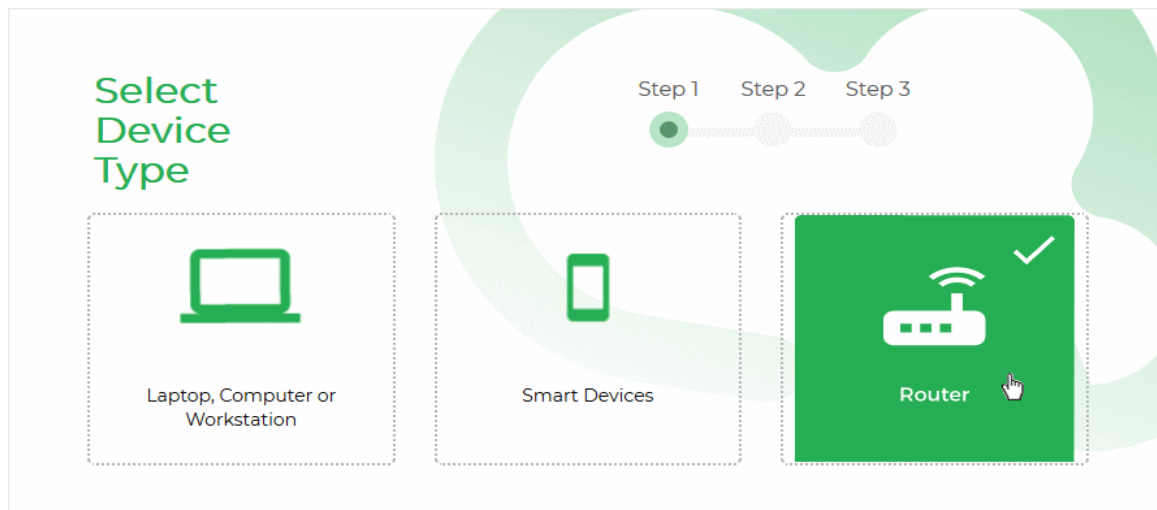 Select
Device
Type
Step 1
Step 2
Step 3
Laptop, Computer or
Workstation
Smart Devices
Router